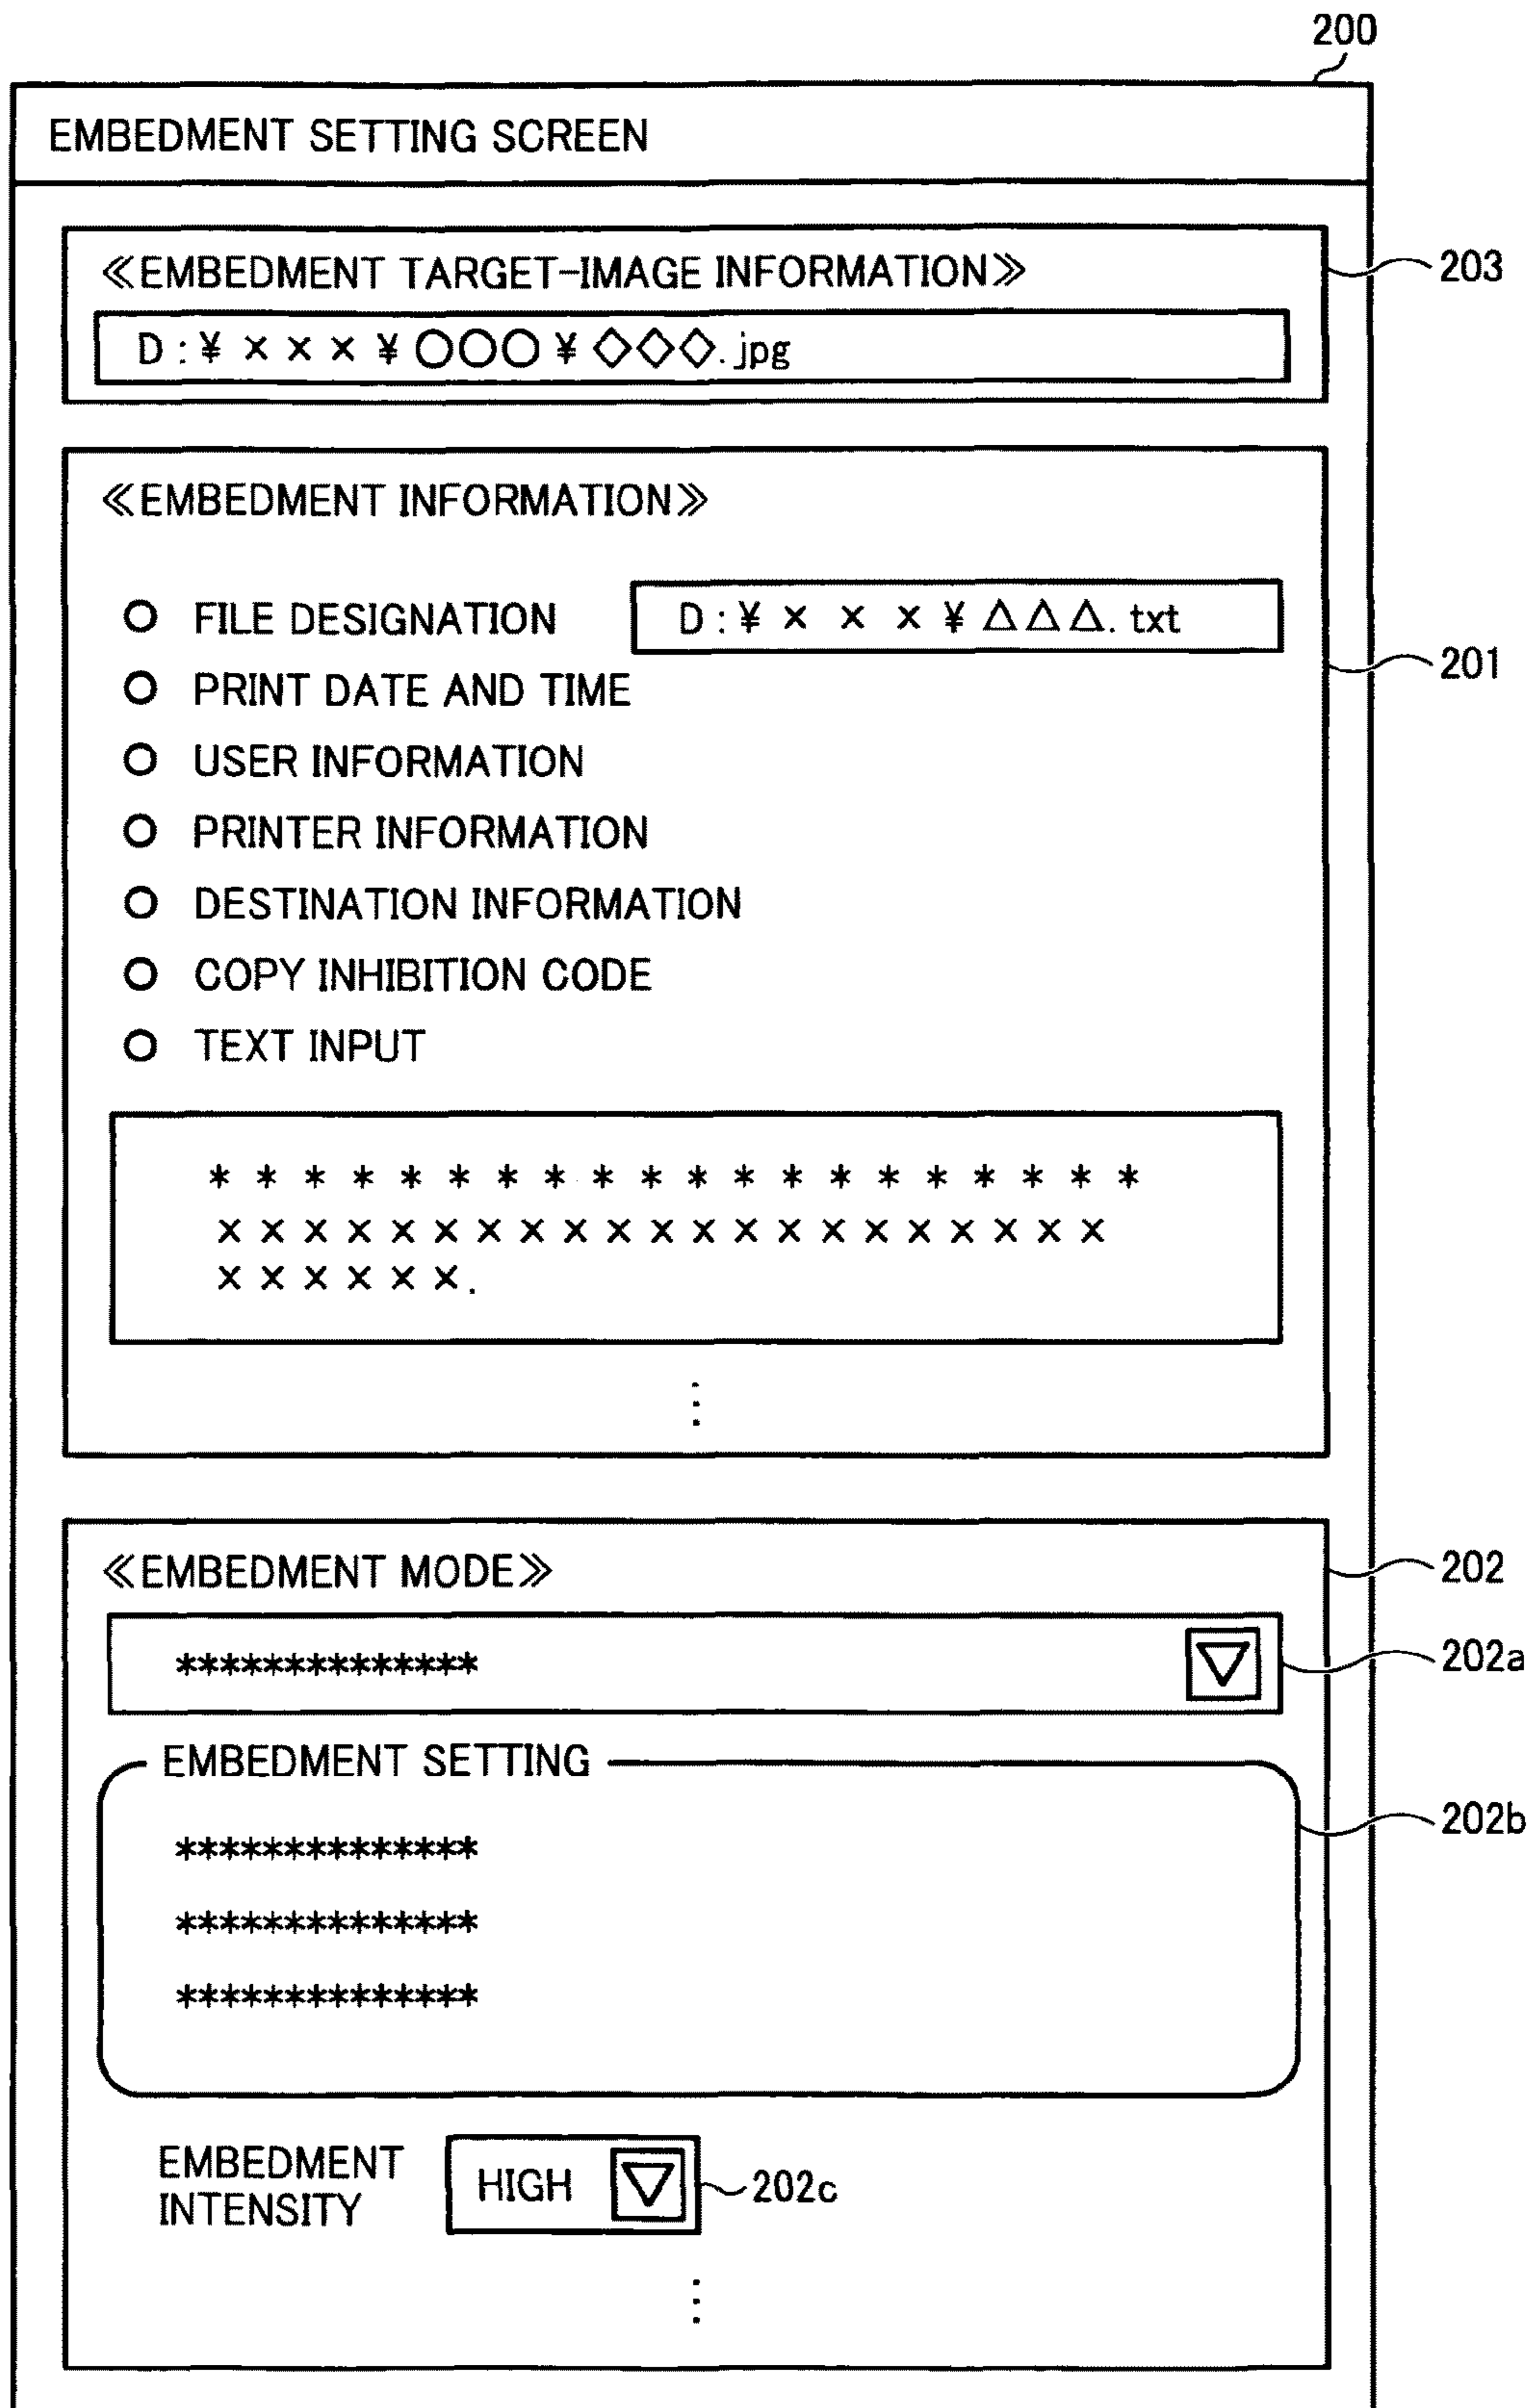 200
EMBEDMENT SETTING SCREEN
≪EMBEDMENT TARGET-IMAGE INFORMATION≫
203
D:¥ × × × ¥ ○○○ ¥ ◇◇◇. jpg
≪EMBEDMENT INFORMATION≫
○ FILE DESIGNATION D:¥ × × × ¥ △△△. txt
201
○ PRINT DATE AND TIME
○ USER INFORMATION
○ PRINTER INFORMATION
○ DESTINATION INFORMATION
○ COPY INHIBITION CODE
○ TEXT INPUT
* * * * * * * * * * * * * * * * * * * *
× × × × × × × × × × × × × × × × × × × × ×
× × × × × ×.
⋮
≪EMBEDMENT MODE≫
202
************** ▽
202a
EMBEDMENT SETTING
202b
**************
**************
**************
EMBEDMENT
INTENSITY
HIGH ▽
202c
⋮